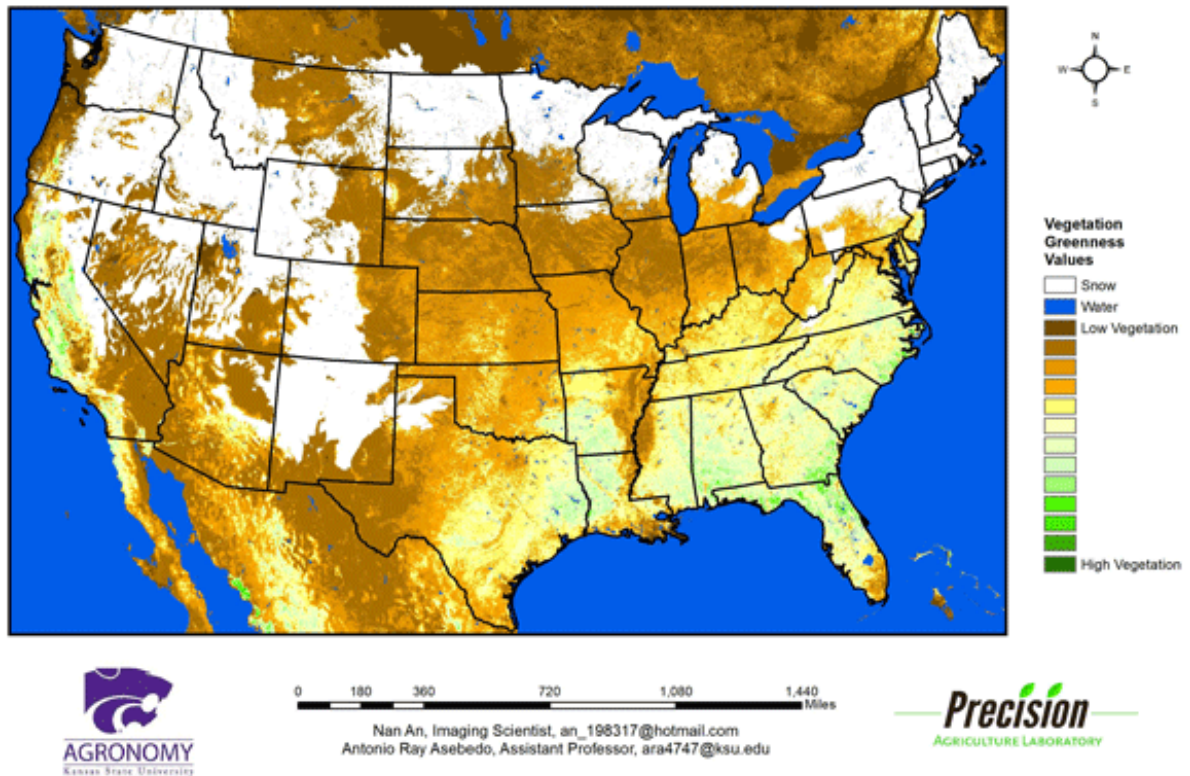 N
W E
S
Vegetation
Greenness
Values
Snow
Water
Low Vegetation
High Vegetation
0 180 360 720 1,080 1,440
Miles
Nan An, Imaging Scientist, an_198317@hotmail.com
Antonio Ray Asebedo, Assistant Professor, ara4747@ksu.edu
AGRONOMY
Kansas State University
Precision
AGRICULTURE LABORATORY